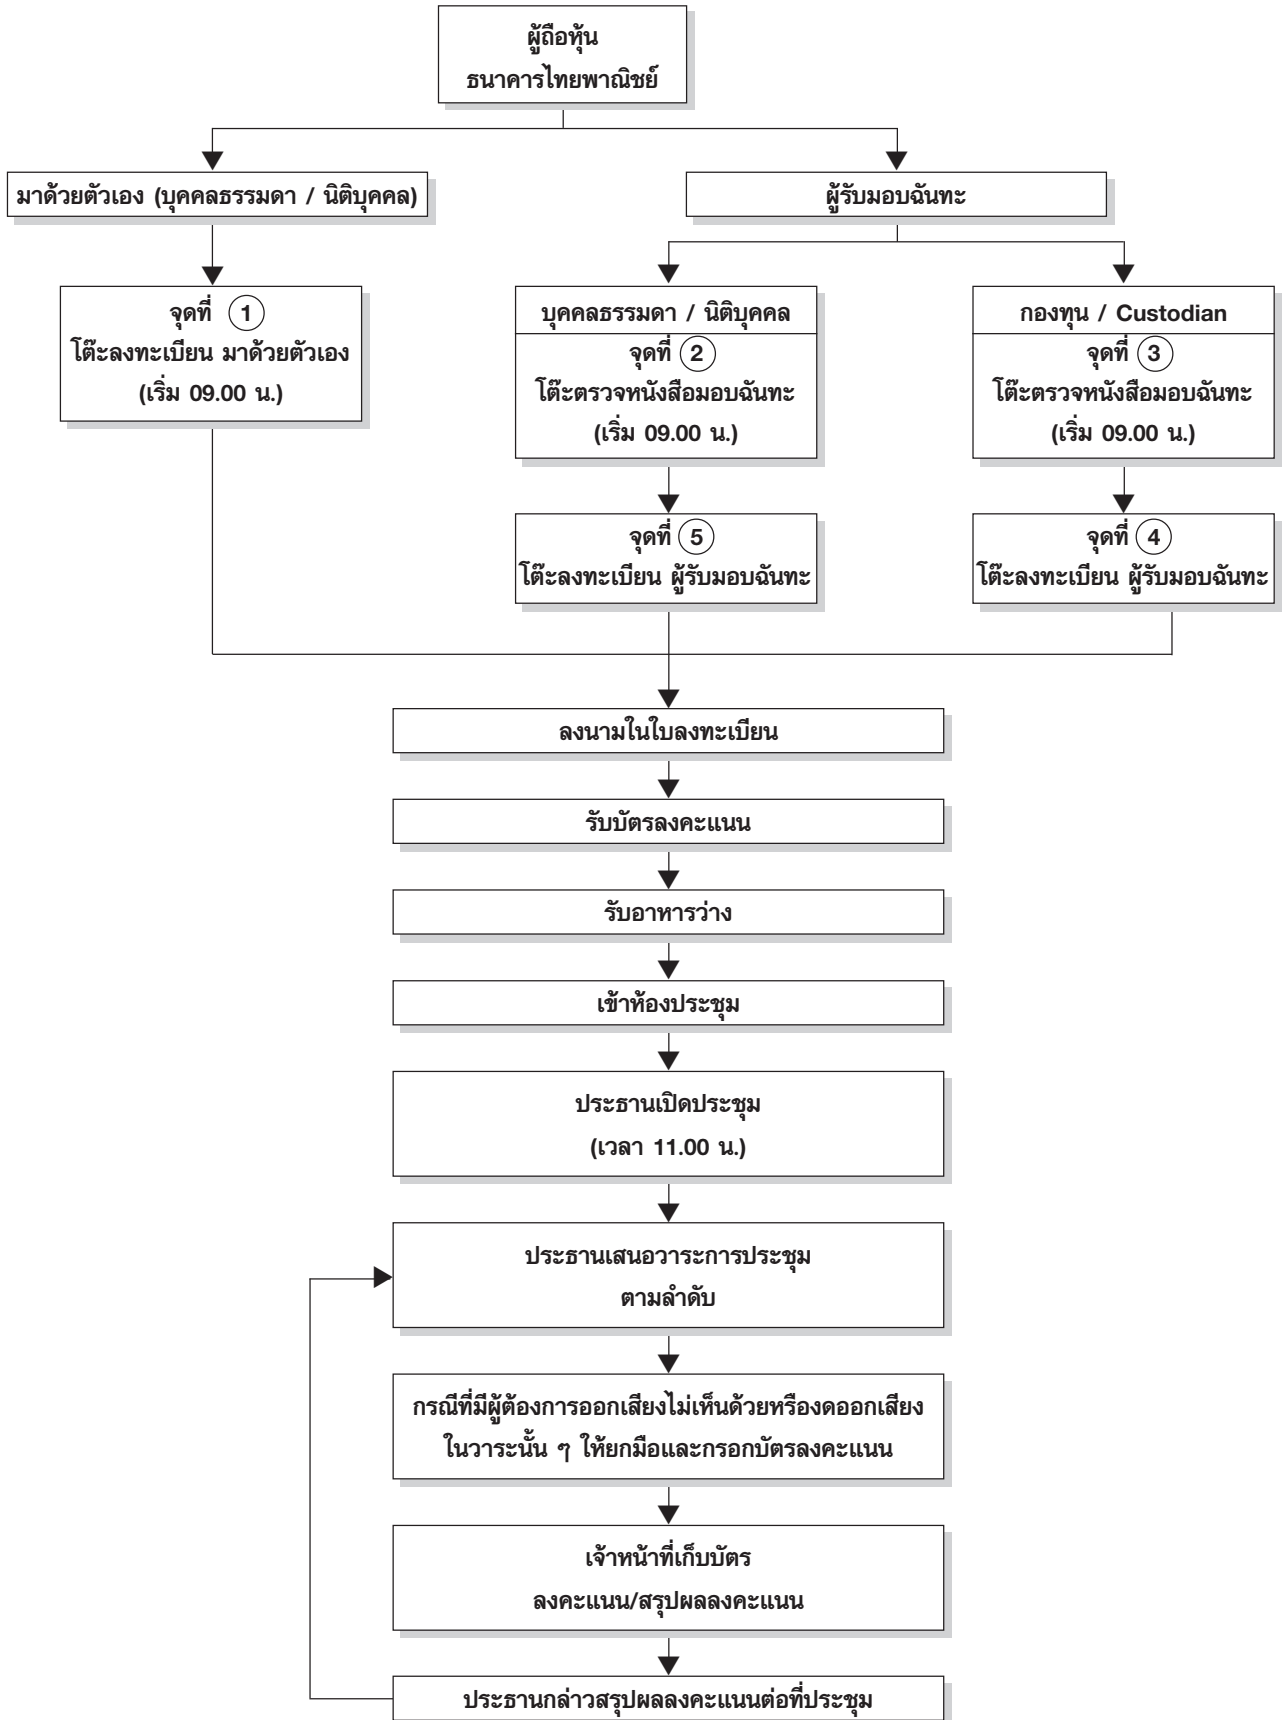 ผู้ถือหุ้น
ธนาคารไทยพาณิชย์
มาด้วยตัวเอง (บุคคลธรรมดา / นิติบุคคล)
ผู้รับมอบฉันทะ
จุดที่ 1
โต๊ะลงทะเบียน มาด้วยตัวเอง
(เริ่ม 09.00 น.)
บุคคลธรรมดา / นิติบุคคล
จุดที่ 2
โต๊ะตรวจหนังสือมอบฉันทะ
(เริ่ม 09.00 น.)
กองทุน / Custodian
จุดที่ 3
โต๊ะตรวจหนังสือมอบฉันทะ
(เริ่ม 09.00 น.)
จุดที่ 5
โต๊ะลงทะเบียน ผู้รับมอบฉันทะ
จุดที่ 4
โต๊ะลงทะเบียน ผู้รับมอบฉันทะ
ลงนามในใบลงทะเบียน
รับบัตรลงคะแนน
รับอาหารว่าง
เข้าห้องประชุม
ประธานเปิดประชุม
(เวลา 11.00 น.)
ประธานเสนอวาระการประชุม
ตามลำดับ
กรณีที่มีผู้ต้องการออกเสียงไม่เห็นด้วยหรืองดออกเสียง
ในวาระนั้น ๆ ให้ยกมือและกรอกบัตรลงคะแนน
เจ้าหน้าที่เก็บบัตร
ลงคะแนน/สรุปผลลงคะแนน
ประธานกล่าวสรุปผลลงคะแนนต่อที่ประชุม